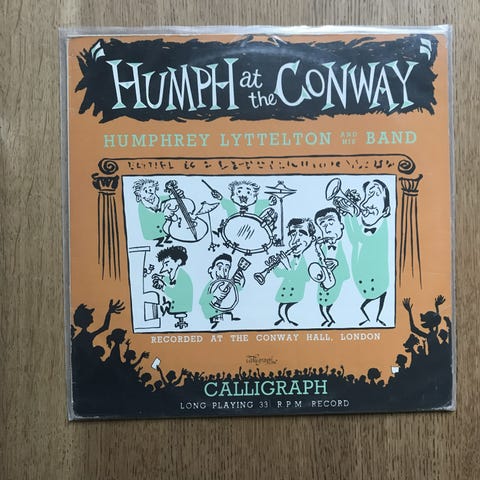 "HUMPH at the CONWAY"
HUMPHREY LYTTELTON AND HIS BAND
RECORDED AT THE CONWAY HALL, LONDON
CALLIGRAPH
LONG PLAYING 33⅓ R.P.M. RECORD